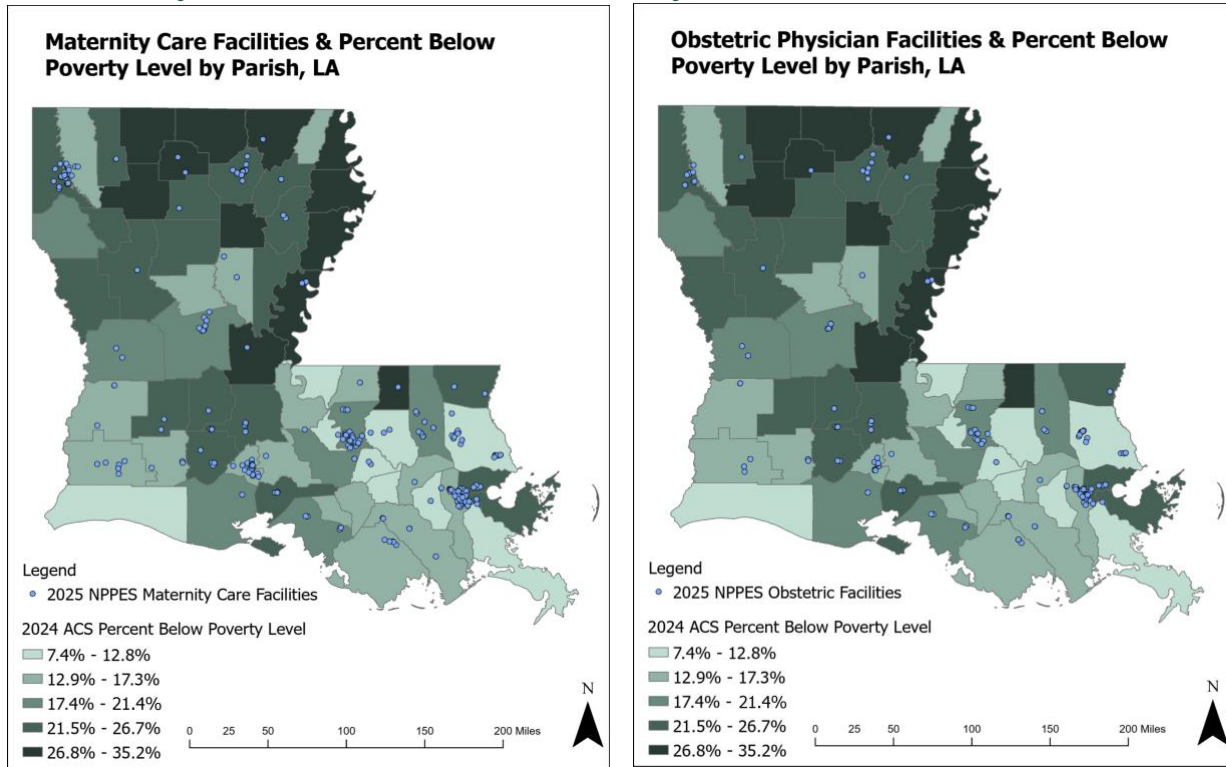 Maternity Care Facilities & Percent Below
Poverty Level by Parish, LA
Legend
2025 NPPES Maternity Care Facilities
2024 ACS Percent Below Poverty Level
7.4% - 12.8%
12.9% - 17.3%
17.4% - 21.4%
21.5% - 26.7%
26.8% - 35.2%
0 25 50 100 150 200 Miles
N
Obstetric Physician Facilities & Percent Below
Poverty Level by Parish, LA
Legend
2025 NPPES Obstetric Facilities
2024 ACS Percent Below Poverty Level
7.4% - 12.8%
12.9% - 17.3%
17.4% - 21.4%
21.5% - 26.7%
26.8% - 35.2%
0 25 50 100 150 200 Miles
N